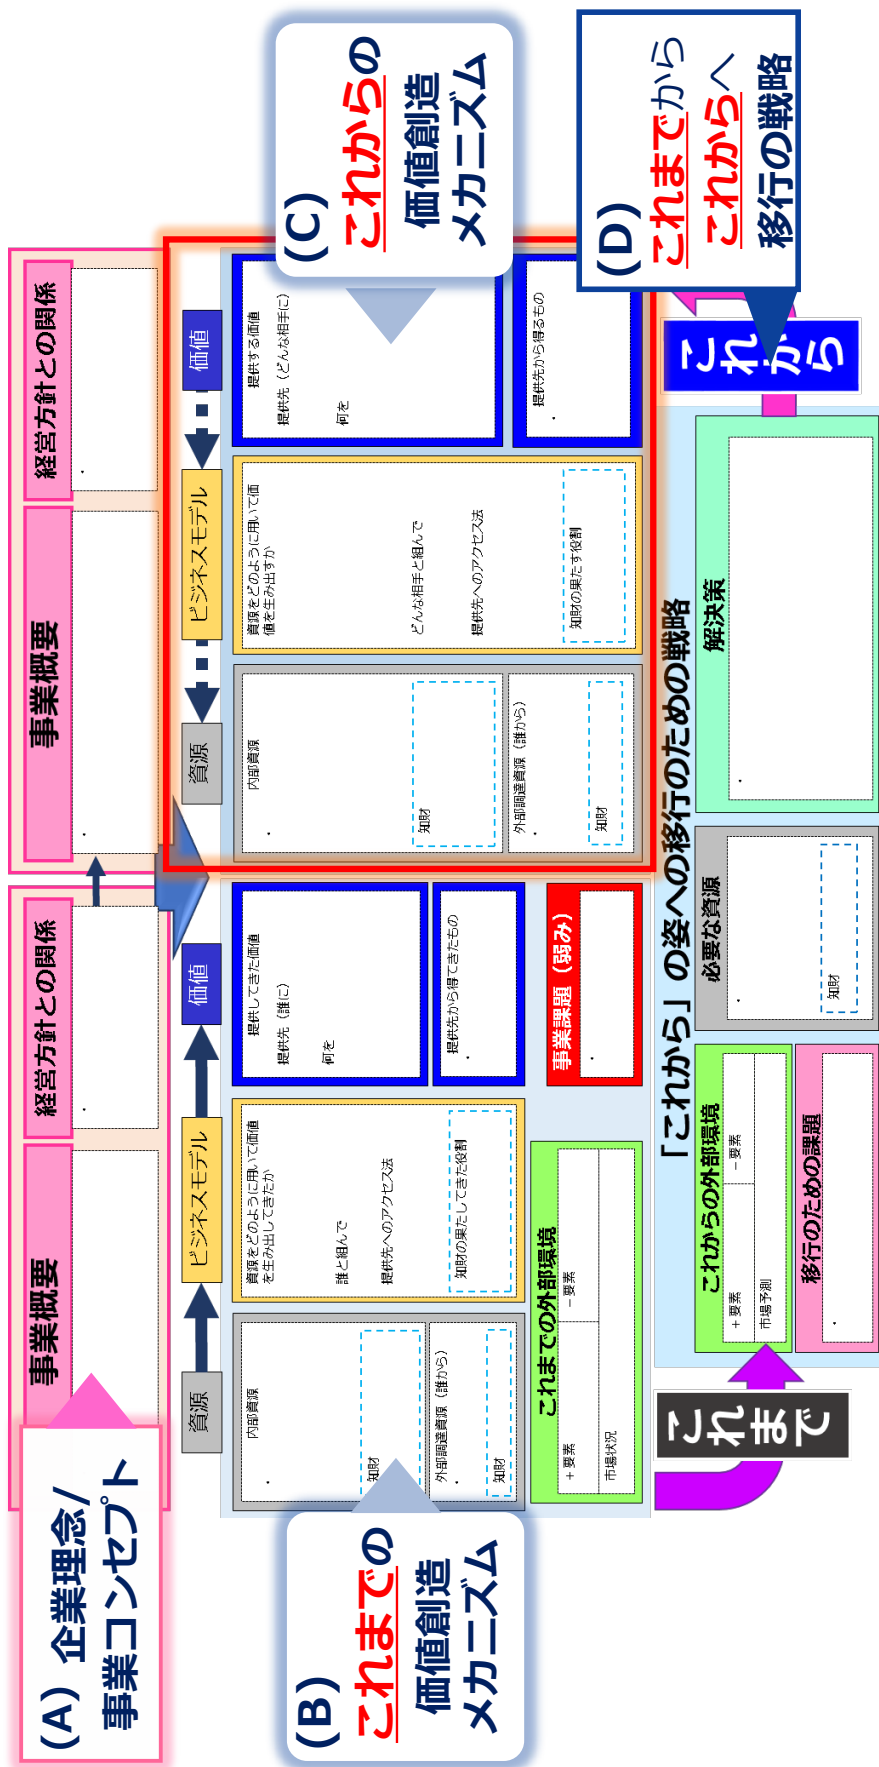 (A) 企業理念/
事業コンセプト
事業概要
経営方針との関係
・
事業概要
経営方針との関係
・
・
(B)
これまでの
価値創造
メカニズム
資源
ビジネスモデル
価値
内部資源
・
知財
外部調達資源（誰から）
・
知財
資源をどのように用いて価値
を生み出してきたか
誰と組んで
提供先へのアクセス法
知財の果たしてきた役割
提供してきた価値
提供先（誰に）
何を
提供先から得てきたもの
・
これまでの外部環境
+要素
−要素
市場状況
事業課題（弱み）
・
(C)
これからの
価値創造
メカニズム
資源
ビジネスモデル
価値
内部資源
・
知財
外部調達資源（誰から）
・
知財
資源をどのように用いて価
値を生み出すか
どんな相手と組んで
提供先へのアクセス法
知財の果たす役割
提供する価値
提供先（どんな相手に）
何を
提供先から得るもの
・
(D)
これまでから
これからへ
移行の戦略
これまで
これから
「これから」の姿への移行のための戦略
これからの外部環境
+要素
−要素
市場予測
移行のための課題
・
必要な資源
・
知財
解決策
・